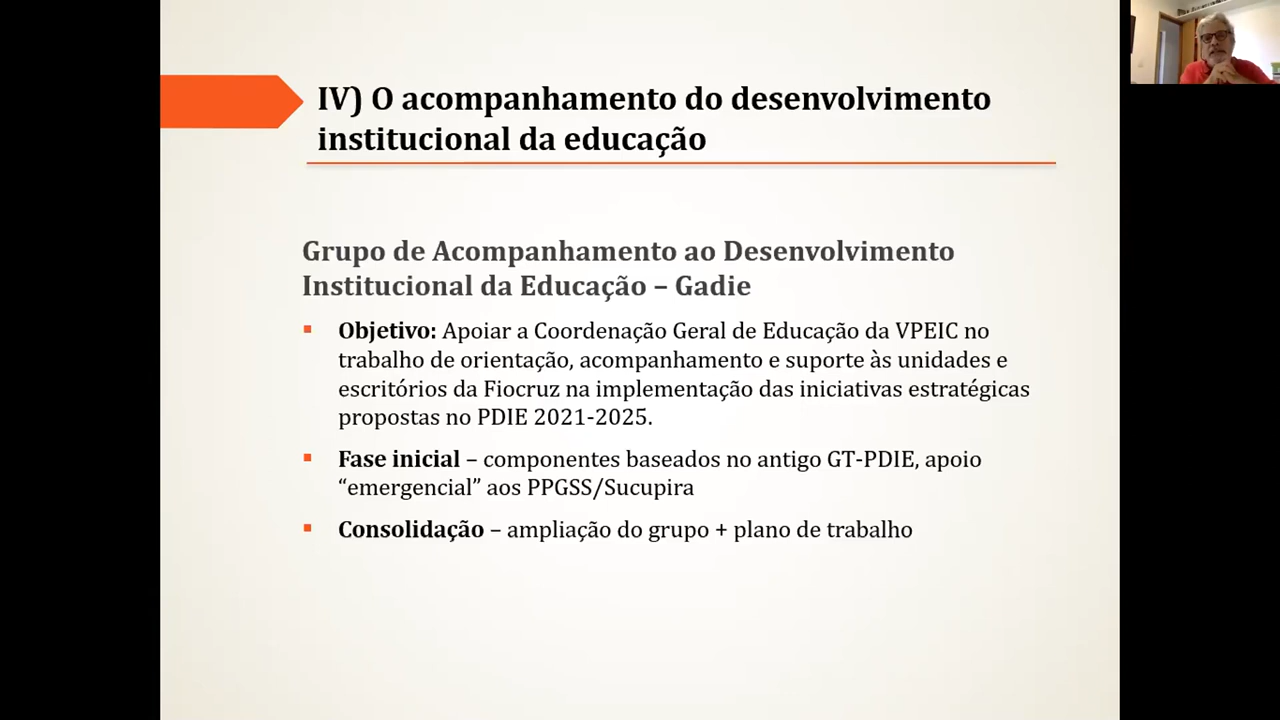 IV) O acompanhamento do desenvolvimento
institucional da educação
Grupo de Acompanhamento ao Desenvolvimento
Institucional da Educação – Gadie
▪ Objetivo: Apoiar a Coordenação Geral de Educação da VPEIC no
trabalho de orientação, acompanhamento e suporte às unidades e
escritórios da Fiocruz na implementação das iniciativas estratégicas
propostas no PDIE 2021-2025.
▪ Fase inicial – componentes baseados no antigo GT-PDIE, apoio
“emergencial” aos PPGSS/Sucupira
▪ Consolidação – ampliação do grupo + plano de trabalho